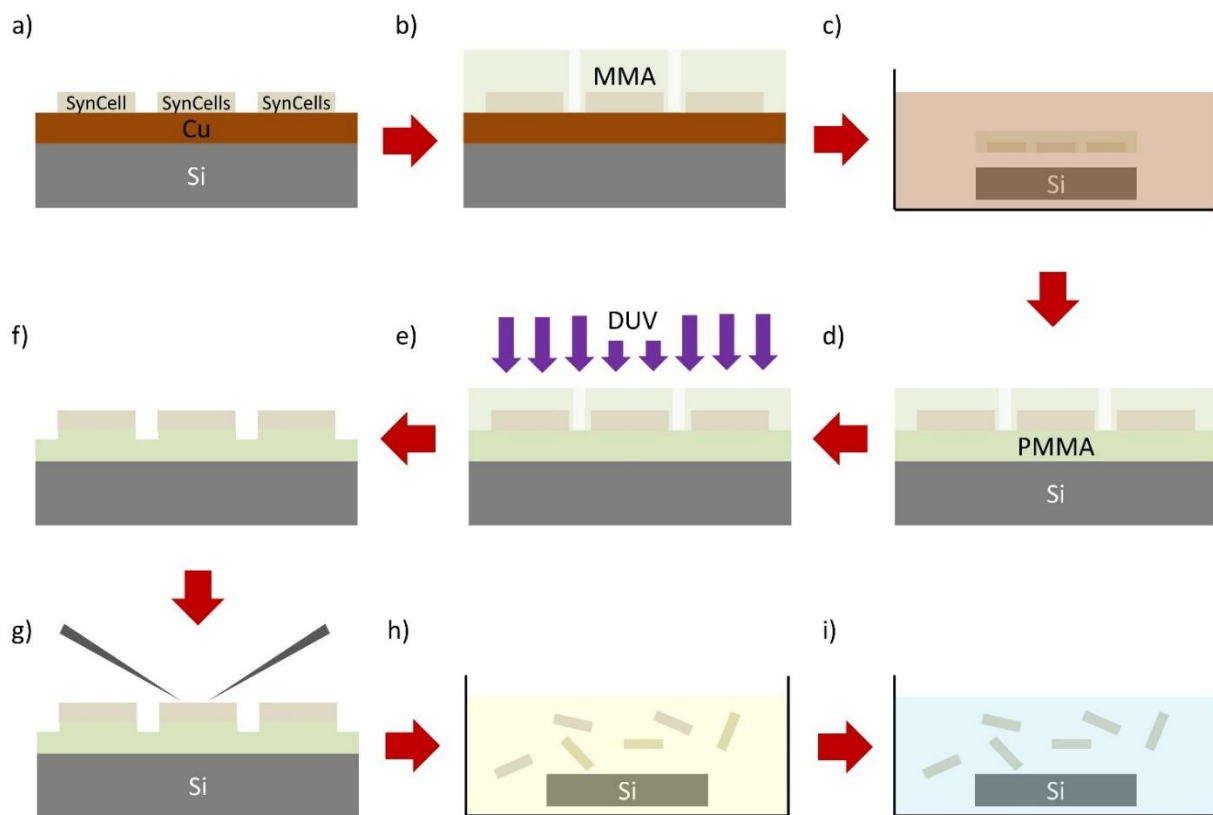 a)
SynCell SynCells SynCells
Cu
Si
b)
MMA
c)
Si
d)
PMMA
Si
e)
DUV
f)
g)
Si
h)
Si
i)
Si